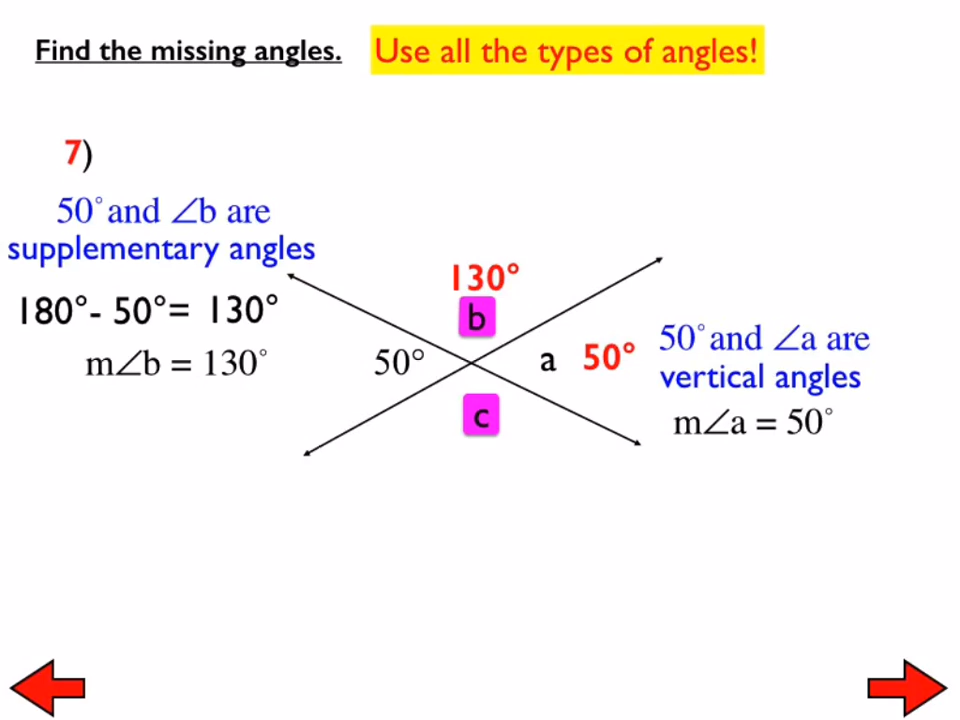 Find the missing angles. Use all the types of angles!
7)
50° and ∠b are
supplementary angles
180°- 50°= 130°
m∠b = 130°
130°
b
50°
a 50°
c
50° and ∠a are
vertical angles
m∠a = 50°